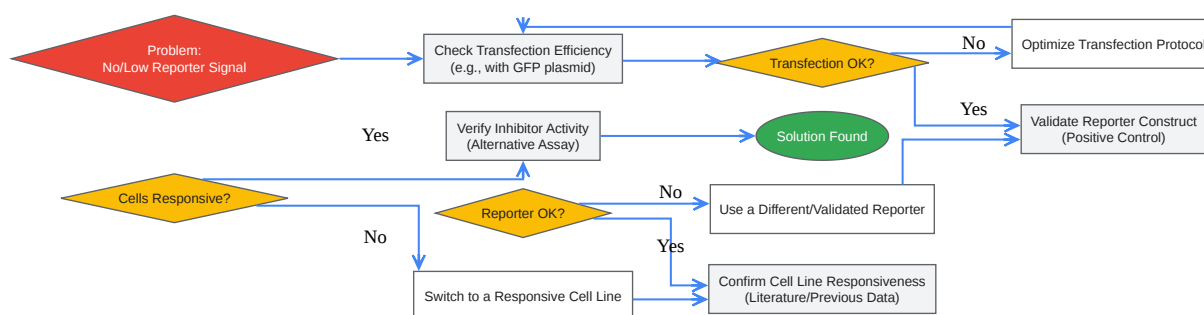 Problem:
No/Low Reporter Signal
Check Transfection Efficiency
(e.g., with GFP plasmid)
Transfection OK?
No
Optimize Transfection Protocol
Yes
Validate Reporter Construct
(Positive Control)
Yes
Verify Inhibitor Activity
(Alternative Assay)
Solution Found
Cells Responsive?
No
Reporter OK?
No
Use a Different/Validated Reporter
Yes
Switch to a Responsive Cell Line
Confirm Cell Line Responsiveness
(Literature/Previous Data)